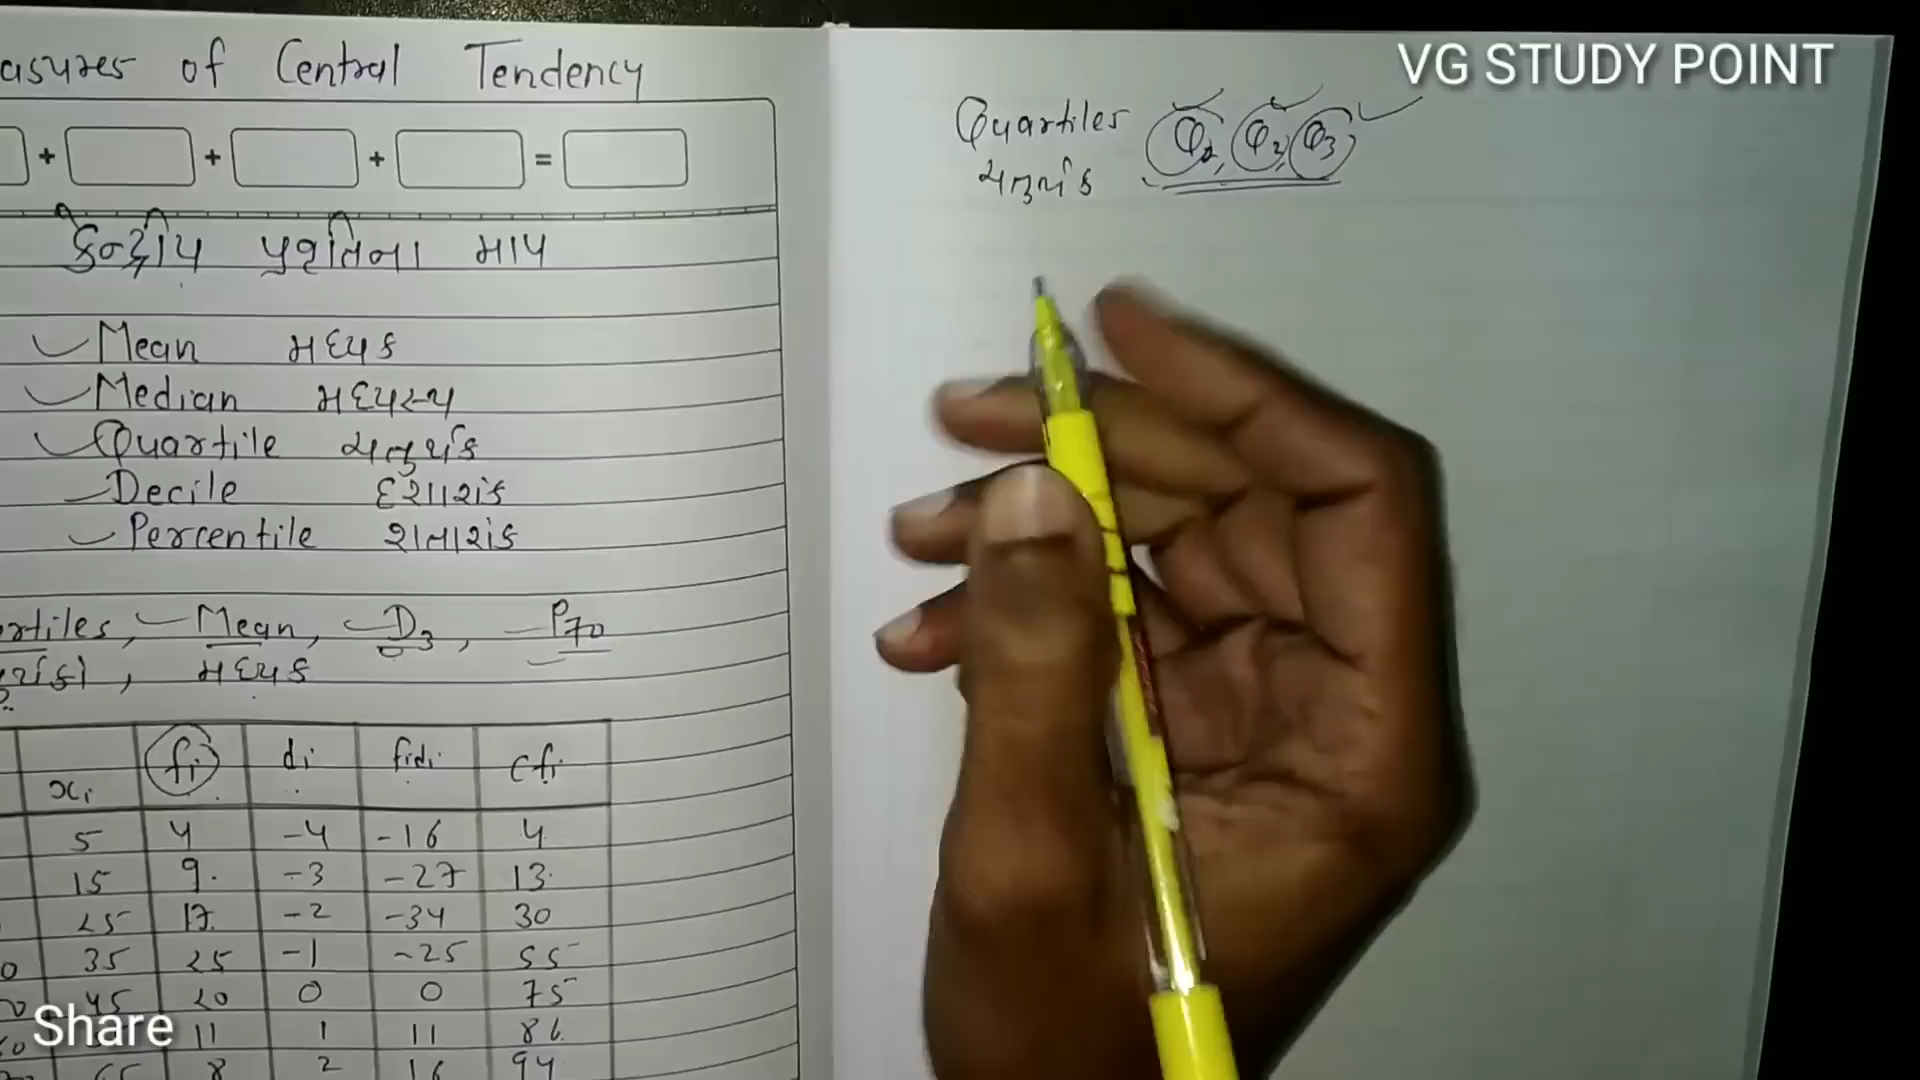 asures of Central Tendency
+ + + =
કેન્દ્રીય પ્રવૃત્તિના માપ
Mean મધ્યક
Median મધ્યસ્થ
Quartile ચતુર્થક
Decile દશાંશક
Percentile શતાંશક
rtiles, Mean, D3, P70
, મધ્યક
xi fi di fidi cfi
5 4 -4 -16 4
15 9 -3 -27 13
25 17 -2 -34 30
35 25 -1 -25 55
45 20 0 0 75
11 1 11 86
65 8 2 16 94
VG STUDY POINT
Quartiles Q1, Q2, Q3
ચતુર્થક
Share